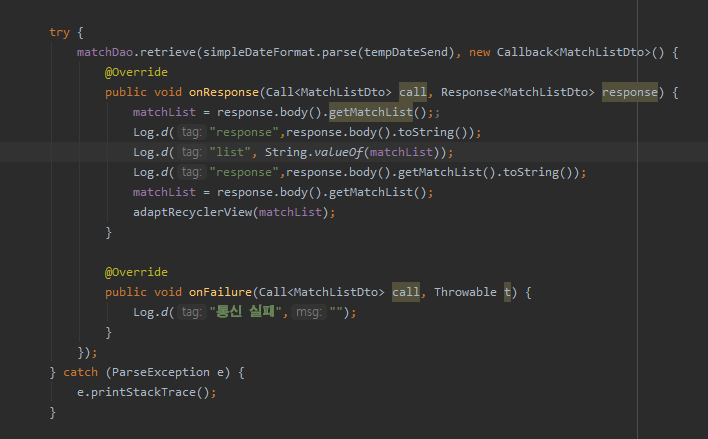 try {
matchDao.retrieve(simpleDateFormat.parse(tempDateSend), new Callback<MatchListDto>() {
@Override
public void onResponse(Call<MatchListDto> call, Response<MatchListDto> response) {
matchList = response.body().getMatchList();;
Log.d( tag: "response",response.body().toString());
Log.d( tag: "list", String.valueOf(matchList));
Log.d( tag: "response",response.body().getMatchList().toString());
matchList = response.body().getMatchList();
adaptRecyclerView(matchList);
}
@Override
public void onFailure(Call<MatchListDto> call, Throwable t) {
Log.d( tag: "통신 실패", msg: "");
}
});
} catch (ParseException e) {
e.printStackTrace();
}